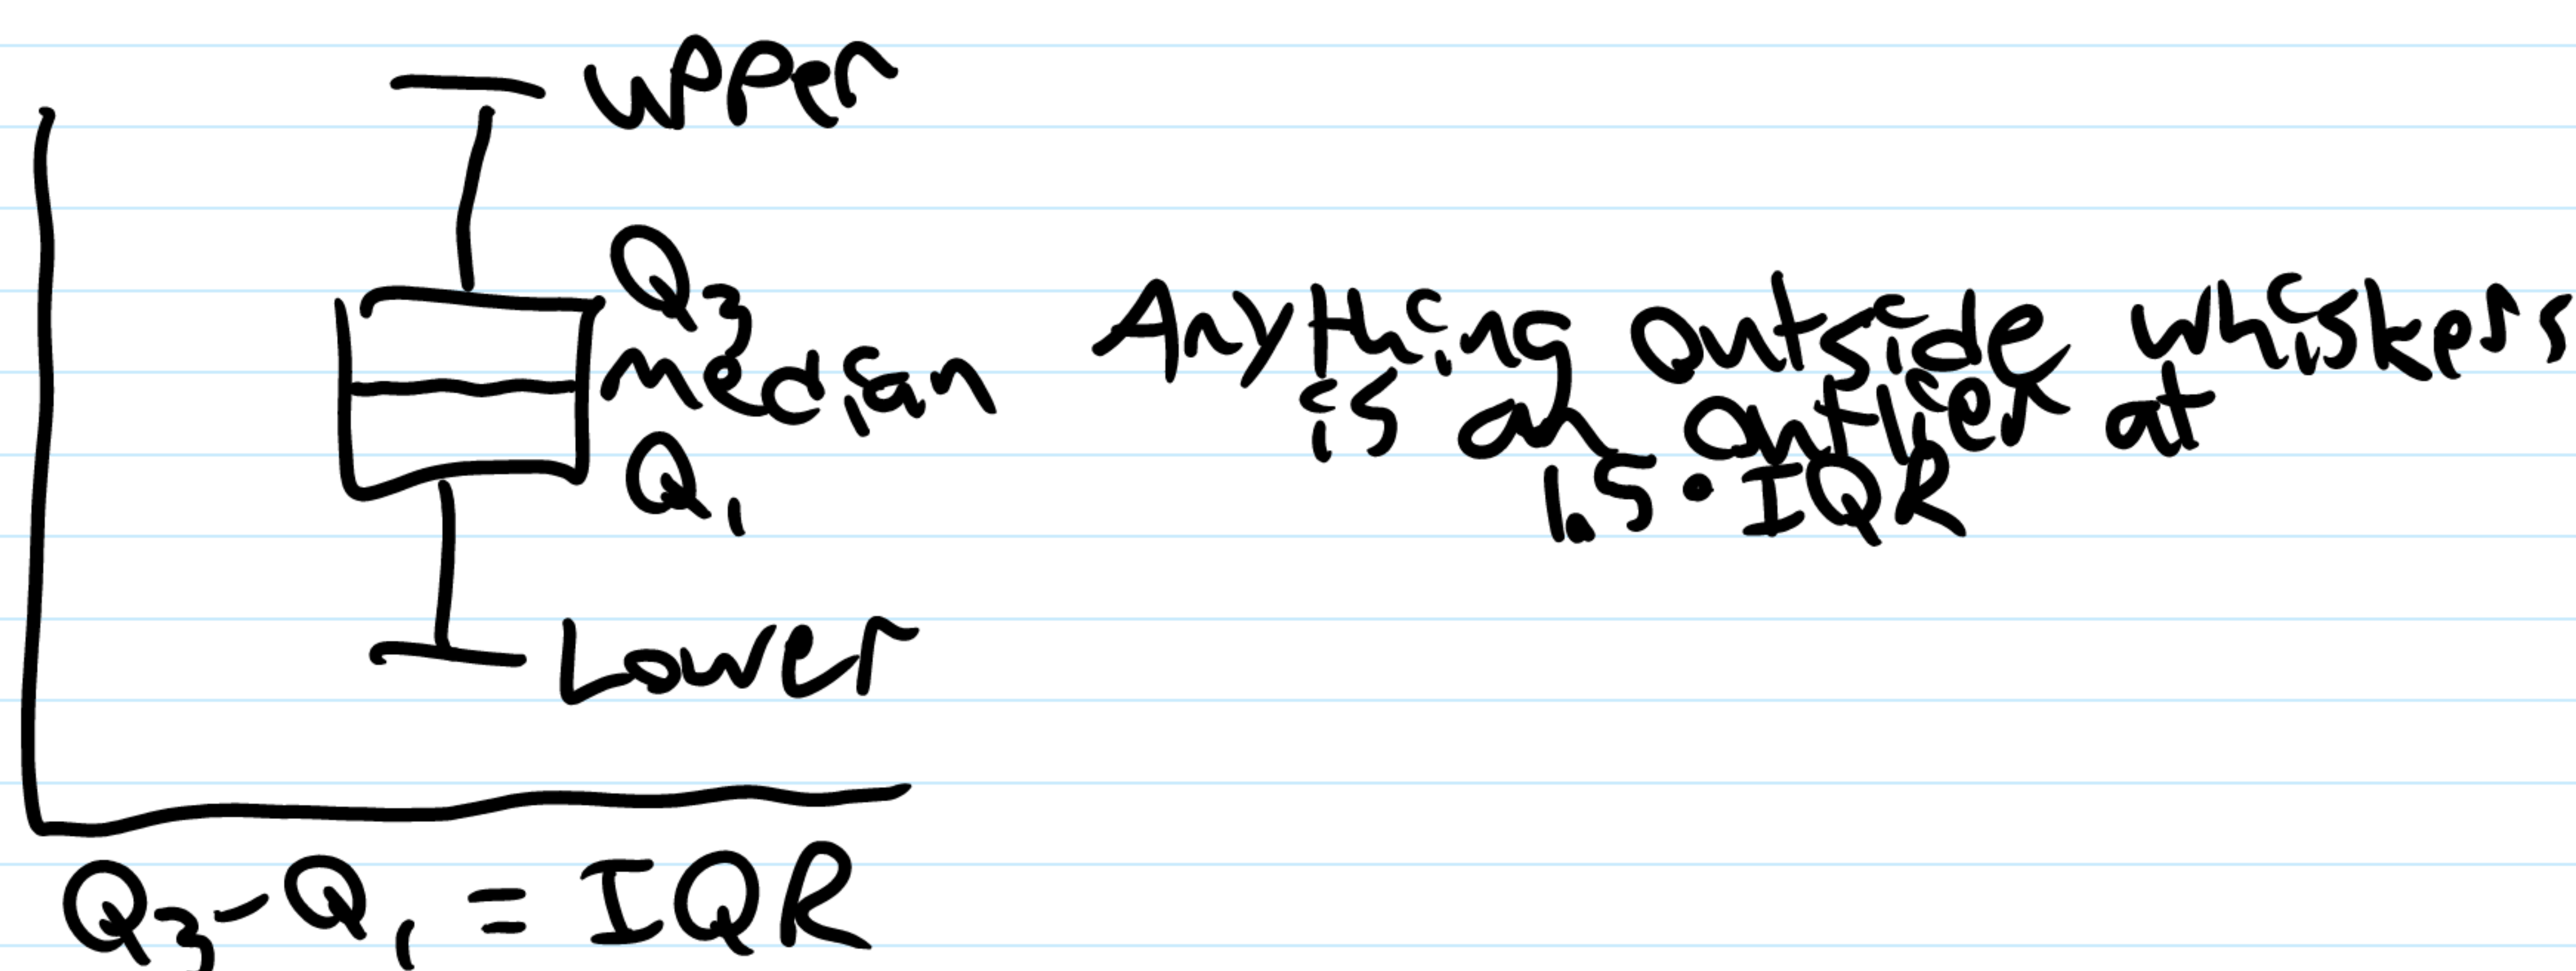 upper
Q3
Median
Q1
Lower
Q3 - Q1 = IQR
Anything outside whiskers
is an outlier at
1.5 • IQR